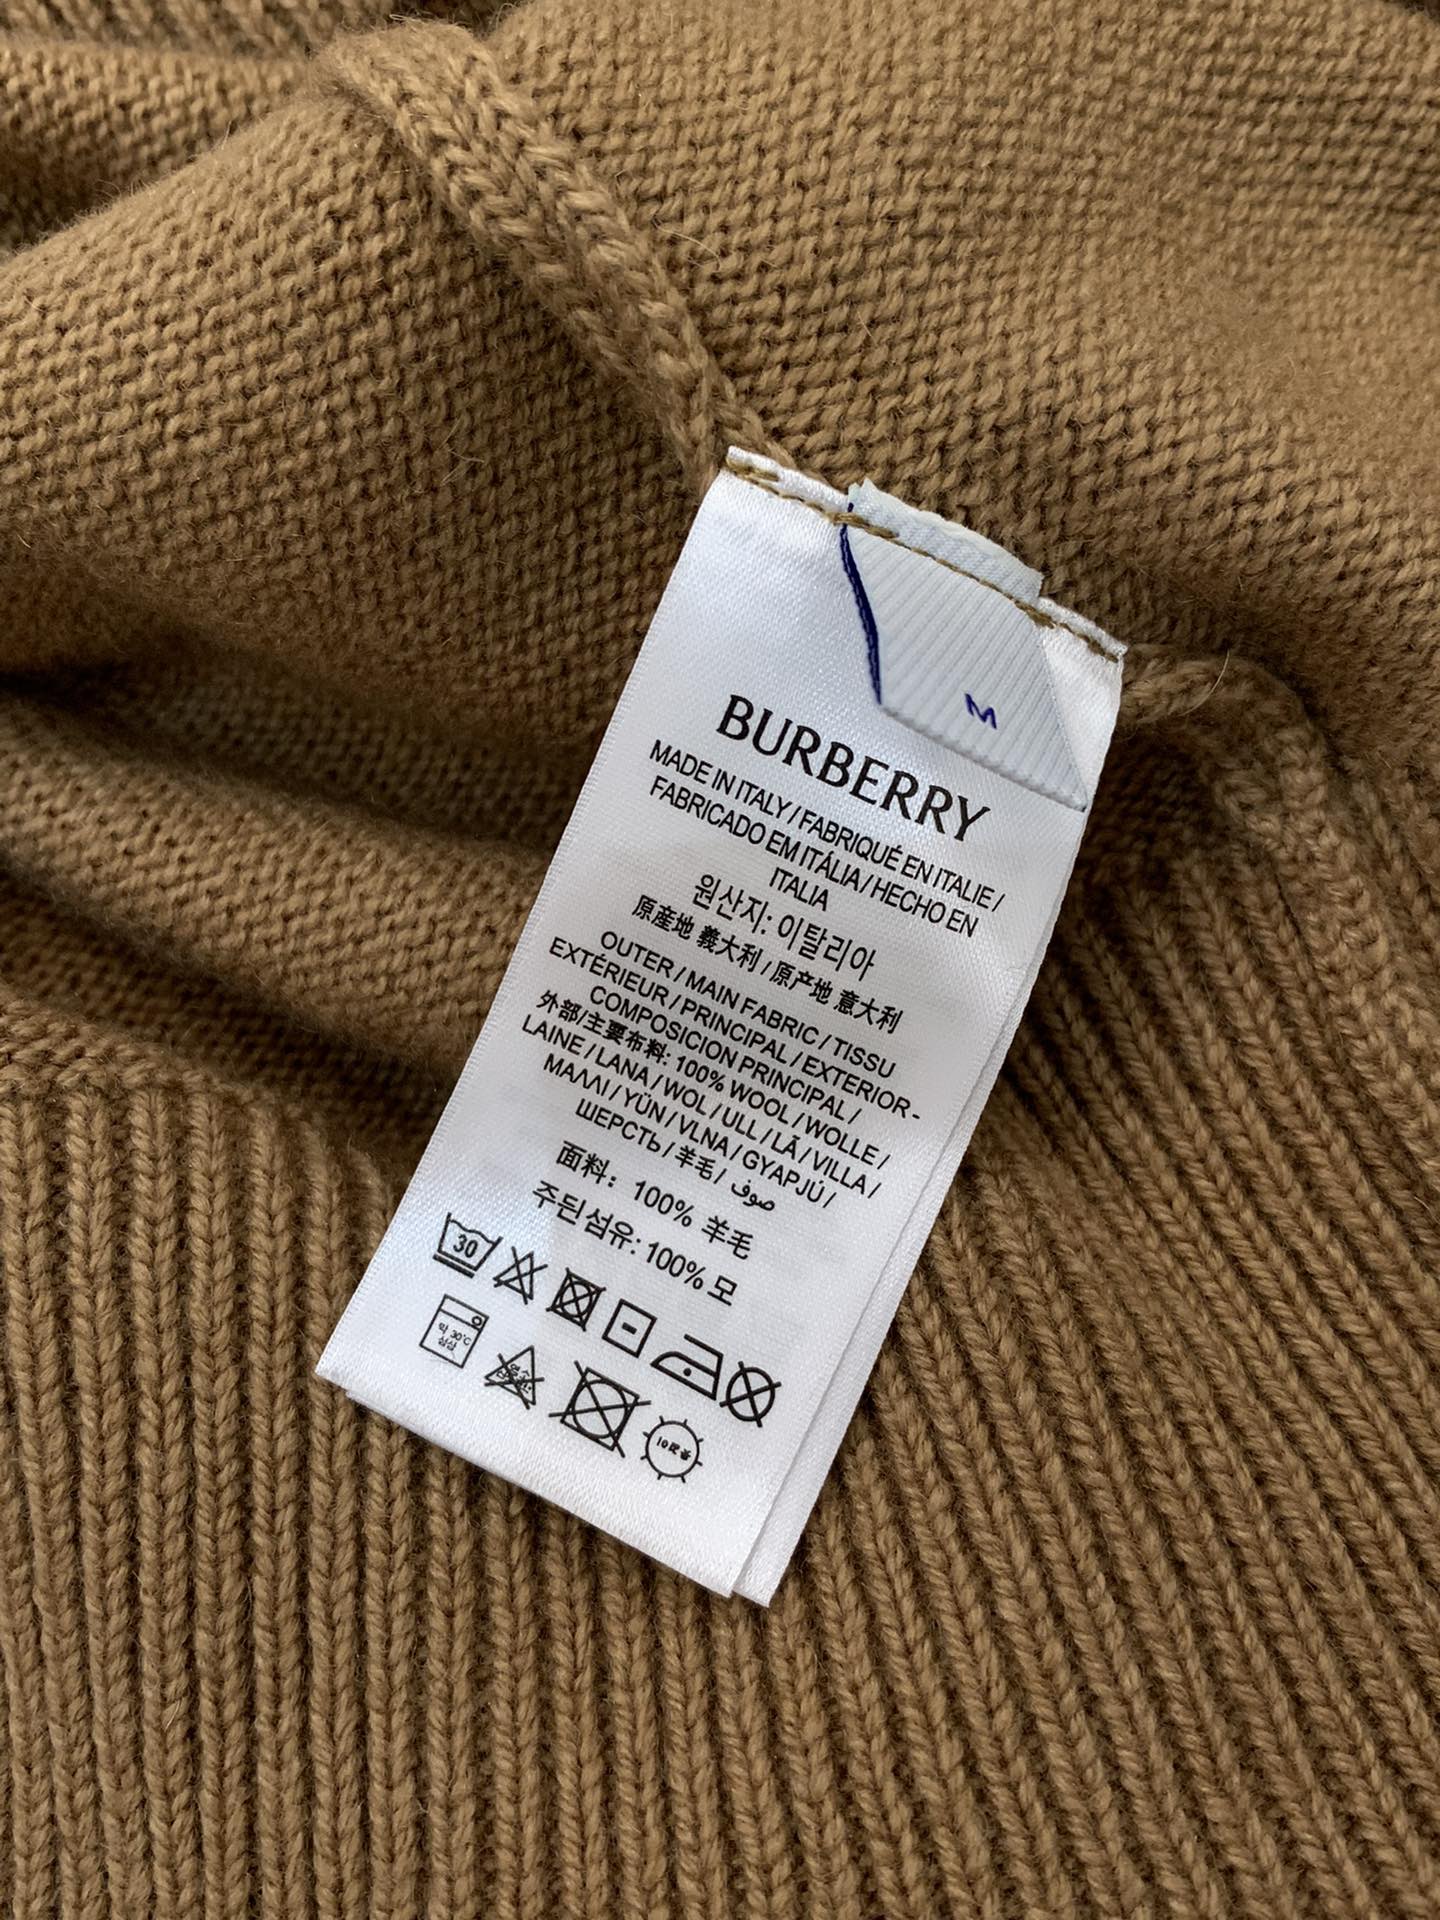 M
BURBERRY
MADE IN ITALY / FABRIQUÉ EN ITALIE /
FABRICADO EM ITÁLIA / HECHO EN
ITALIA
원산지: 이탈리아
原產地 義大利 / 原产地 意大利
OUTER / MAIN FABRIC / TISSU
EXTÉRIEUR / PRINCIPAL / EXTERIOR -
COMPOSICION PRINCIPAL /
外部/主要布料: 100% WOOL / WOLLE /
LAINE / LANA / WOL / ULL / LÃ / VILLA /
ΜΑΛΛΙ / YÜN / VLNA / GYAPJÚ /
ШЕРСТЬ / 羊毛 / صوف
面料: 100% 羊毛
주된섬유: 100% 모
30
30℃